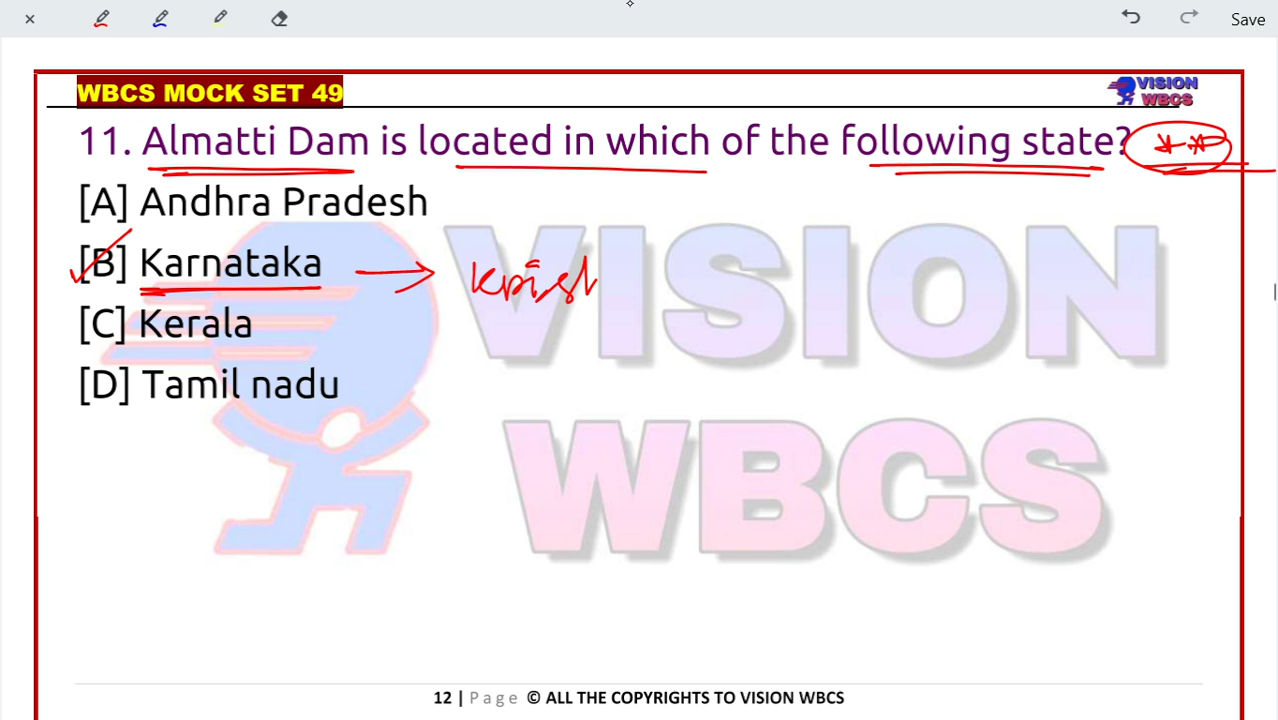 Save
WBCS MOCK SET 49
VISION
WBCS
11. Almatti Dam is located in which of the following state? **
[A] Andhra Pradesh
[B] Karnataka → Krish
[C] Kerala
[D] Tamil nadu
VISION
WBCS
12 | Page © ALL THE COPYRIGHTS TO VISION WBCS